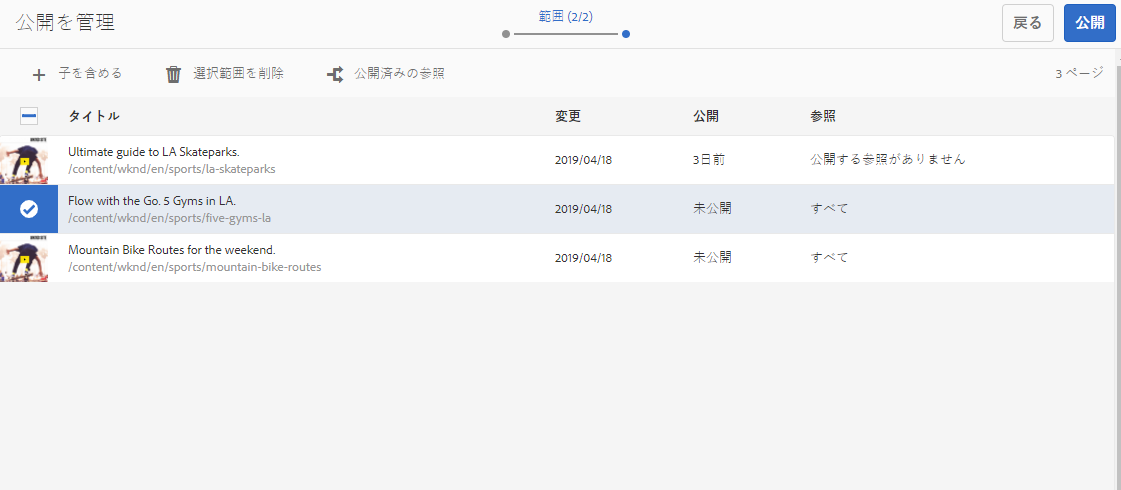 公開を管理
範囲 (2/2)
戻る
公開
子を含める
選択範囲を削除
公開済みの参照
3 ページ
タイトル
変更
公開
参照
Ultimate guide to LA Skateparks.
/content/wknd/en/sports/la-skateparks
2019/04/18
3日前
公開する参照がありません
Flow with the Go. 5 Gyms in LA.
/content/wknd/en/sports/five-gyms-la
2019/04/18
未公開
すべて
Mountain Bike Routes for the weekend.
/content/wknd/en/sports/mountain-bike-routes
2019/04/18
未公開
すべて